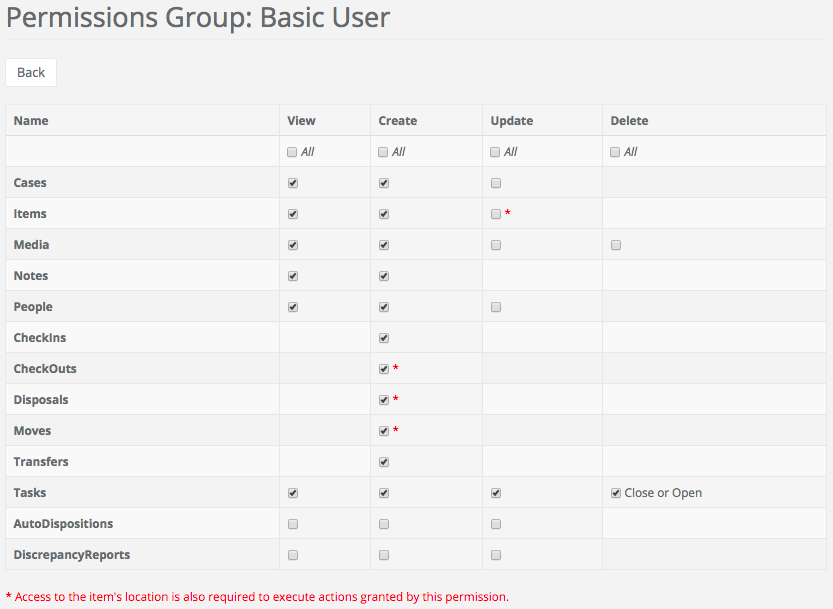 Permissions Group: Basic User
Back
Name View Create Update Delete
All All All All
Cases
Items *
Media
Notes
People
CheckIns
CheckOuts *
Disposals *
Moves *
Transfers
Tasks Close or Open
AutoDispositions
DiscrepancyReports
* Access to the item's location is also required to execute actions granted by this permission.